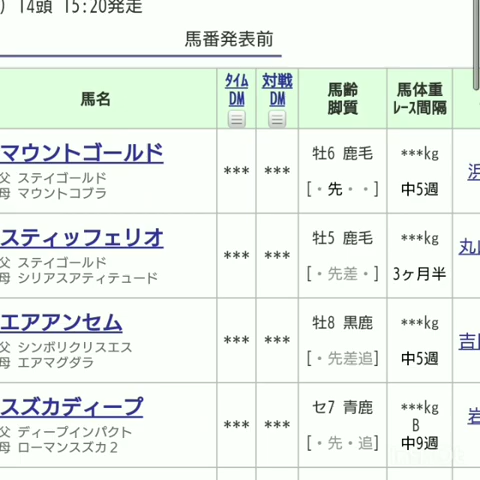 ) 14頭 15:20発走
馬番発表前
馬名 タイム DM 対戦 DM 馬齢 脚質 馬体重 レース間隔
マウントゴールド
父 ステイゴールド
母 マウントコブラ
*** *** 牡6 鹿毛 [・先・・] ***kg 中5週
スティッフェリオ
父 ステイゴールド
母 シリアスアティテュード
*** *** 牡5 鹿毛 [・先差・] ***kg 3ヶ月半
丸山
エアアンセム
父 シンボリクリスエス
母 エアマグダラ
*** *** 牡8 黒鹿 [・先差追] ***kg 中5週
吉
スズカディープ
父 ディープインパクト
母 ローマンスズカ2
*** *** セ7 青鹿 [・先・追] ***kg B 中9週
岩